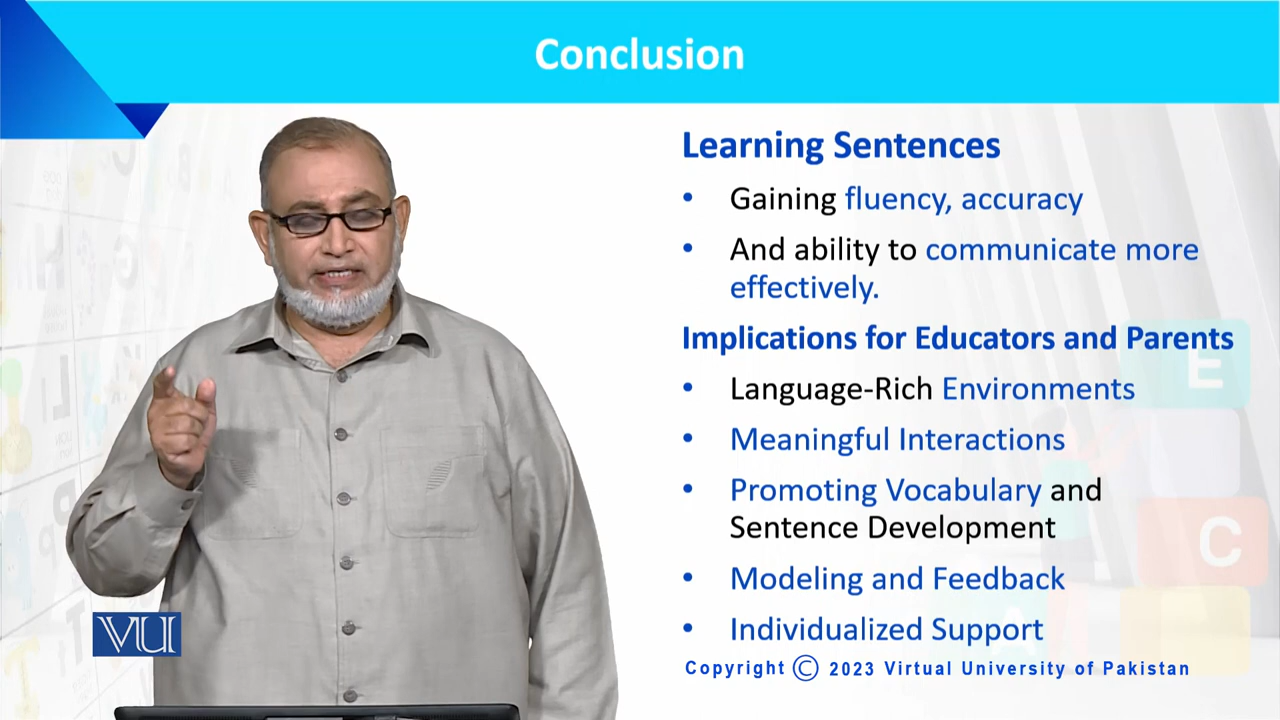 Conclusion
Learning Sentences
• Gaining fluency, accuracy
• And ability to communicate more
effectively.
Implications for Educators and Parents
• Language-Rich Environments
• Meaningful Interactions
• Promoting Vocabulary and
Sentence Development
• Modeling and Feedback
• Individualized Support
VU
Copyright © 2023 Virtual University of Pakistan
E
C
A